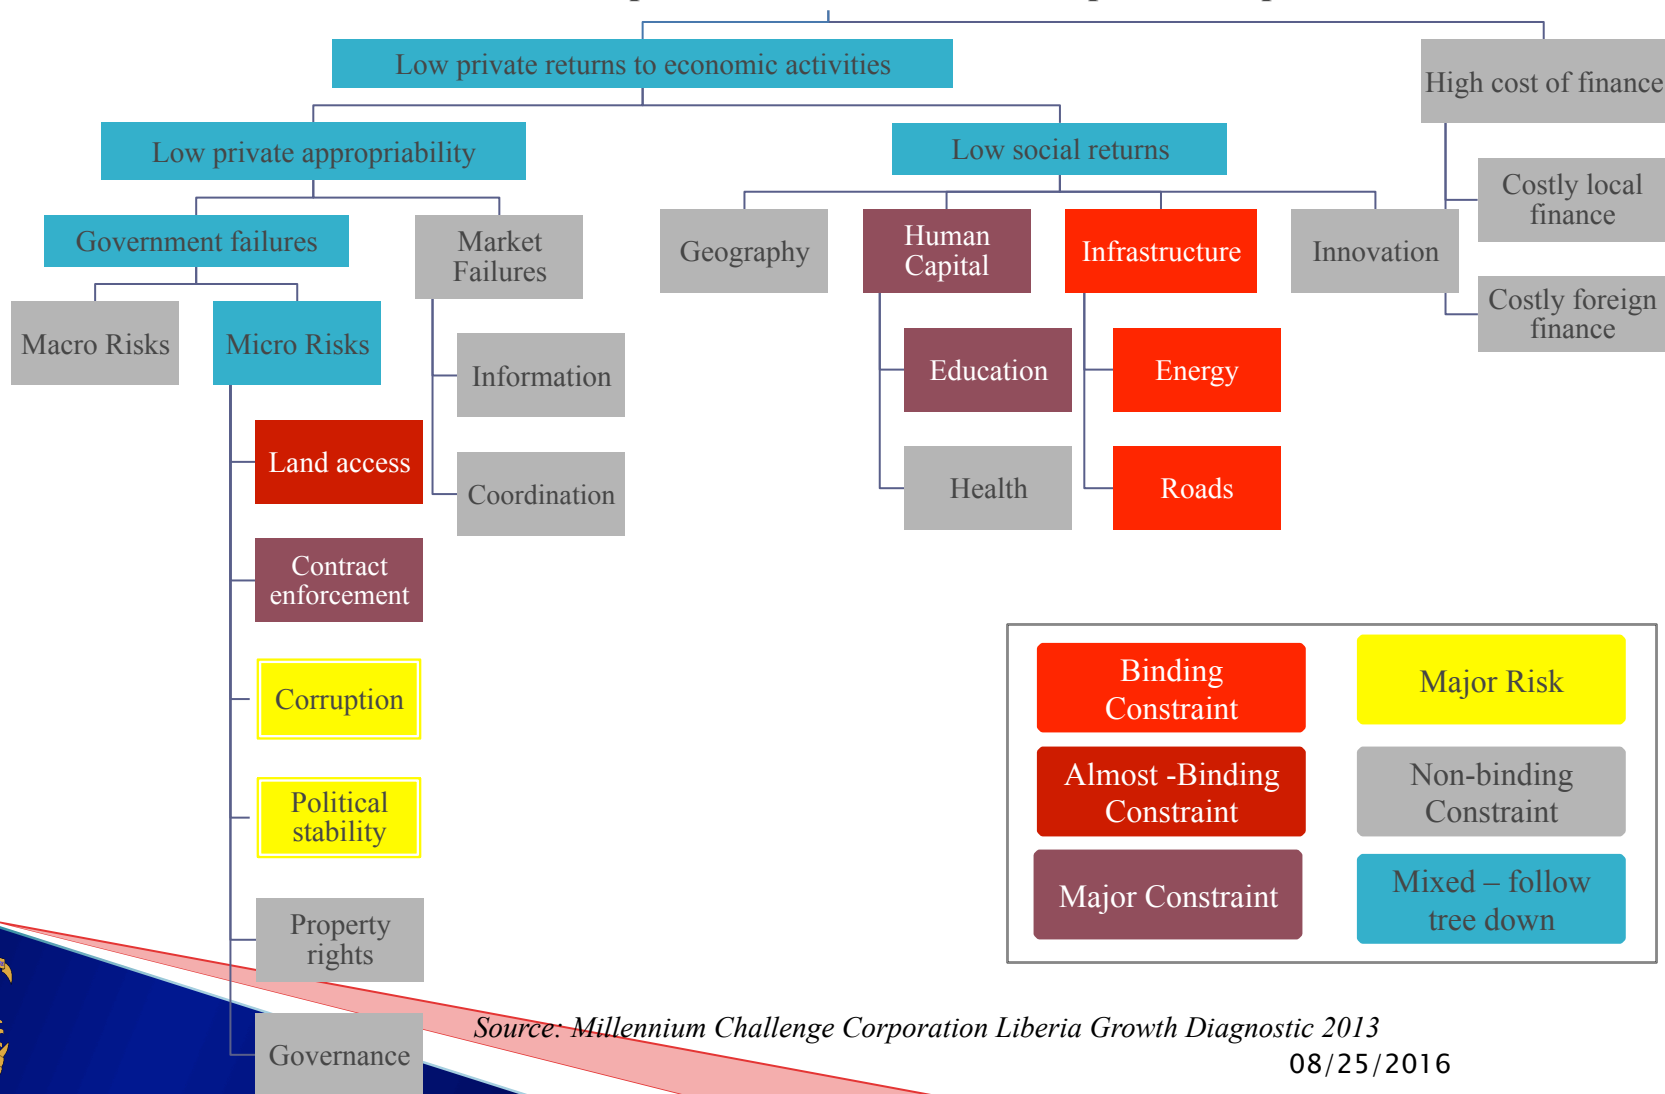 Low private returns to economic activities
High cost of finance
Low private appropriability
Low social returns
Costly local
finance
Government failures
Market
Failures
Geography
Human
Capital
Infrastructure
Innovation
Costly foreign
finance
Macro Risks
Micro Risks
Information
Education
Energy
Land access
Coordination
Health
Roads
Contract
enforcement
Corruption
Political
stability
Property
rights
Governance
Binding
Constraint
Major Risk
Almost -Binding
Constraint
Non-binding
Constraint
Major Constraint
Mixed – follow
tree down
Source: Millennium Challenge Corporation Liberia Growth Diagnostic 2013
08/25/2016